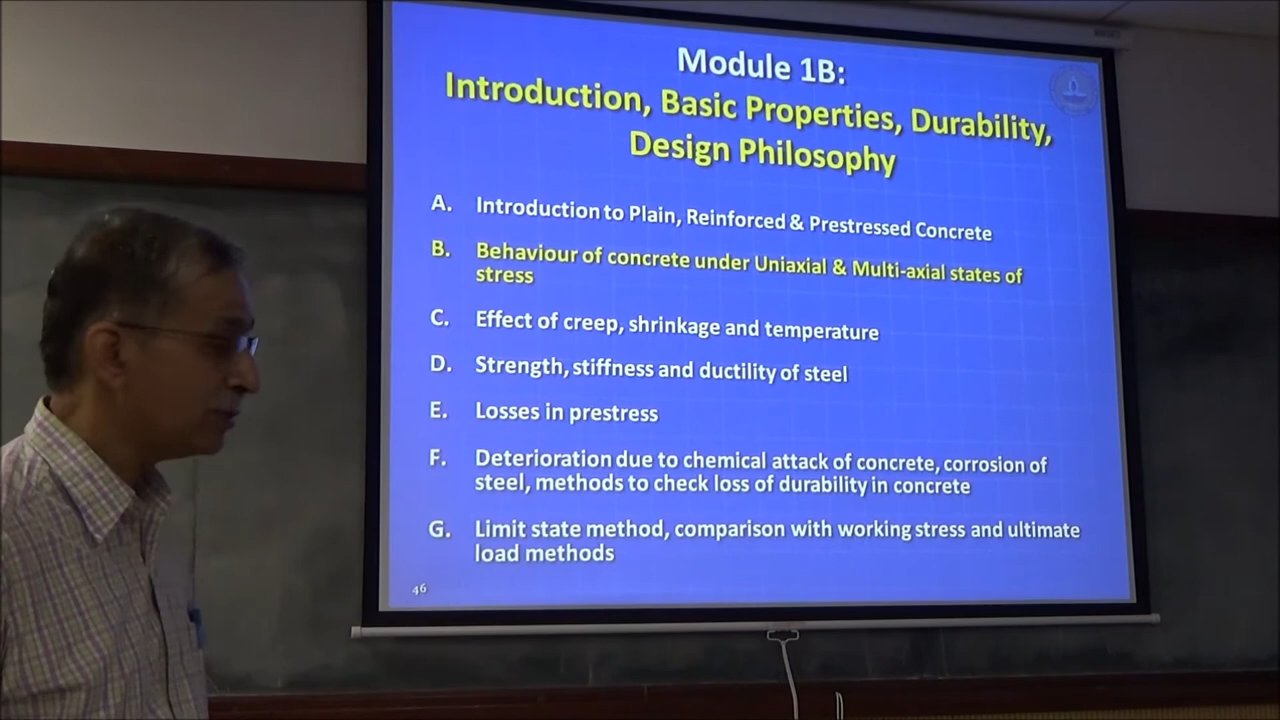 Module 1B:
Introduction, Basic Properties, Durability,
Design Philosophy
A. Introduction to Plain, Reinforced & Prestressed Concrete
B. Behaviour of concrete under Uniaxial & Multi-axial states of
stress
C. Effect of creep, shrinkage and temperature
D. Strength, stiffness and ductility of steel
E. Losses in prestress
F. Deterioration due to chemical attack of concrete, corrosion of
steel, methods to check loss of durability in concrete
G. Limit state method, comparison with working stress and ultimate
load methods
46